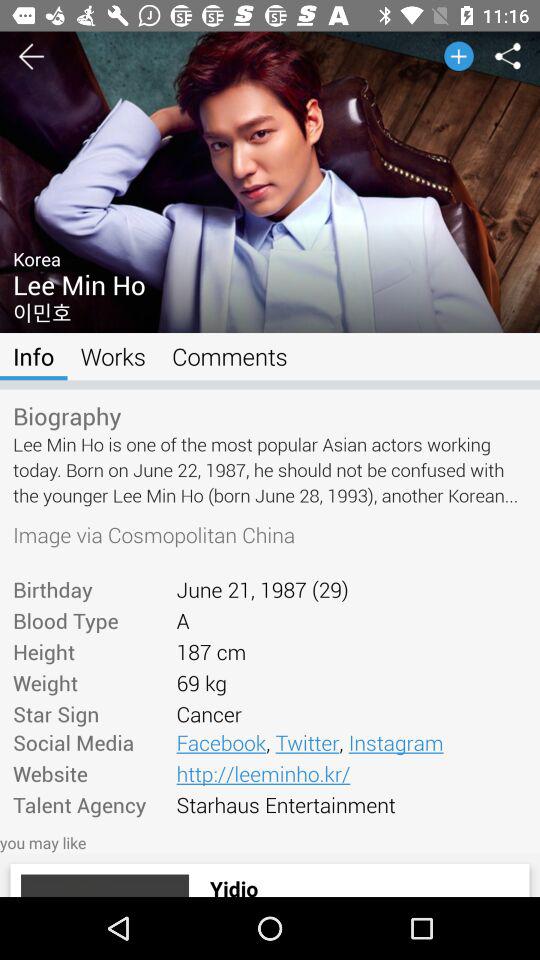 11:16
Korea
Lee Min Ho
이민호
Info Works Comments
Biography
Lee Min Ho is one of the most popular Asian actors working
today. Born on June 22, 1987, he should not be confused with
the younger Lee Min Ho (born June 28, 1993), another Korean...
Image via Cosmopolitan China
Birthday June 21, 1987 (29)
Blood Type A
Height 187 cm
Weight 69 kg
Star Sign Cancer
Social Media Facebook, Twitter, Instagram
Website http://leeminho.kr/
Talent Agency Starhaus Entertainment
you may like
Yidio